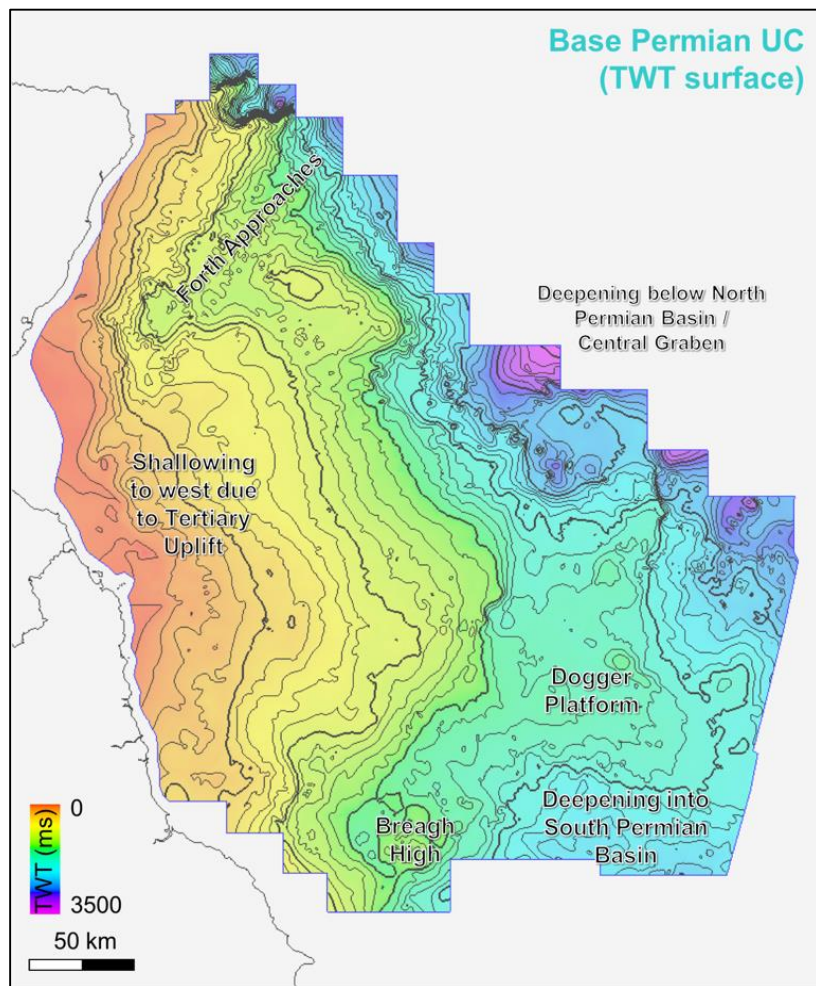 Base Permian UC
(TWT surface)
Forth Approaches
Deepening below North
Permian Basin /
Central Graben
Shallowing
to west due
to Tertiary
Uplift
Dogger
Platform
Breagh
High
Deepening into
South Permian
Basin
TWT (ms)
0
3500
50 km